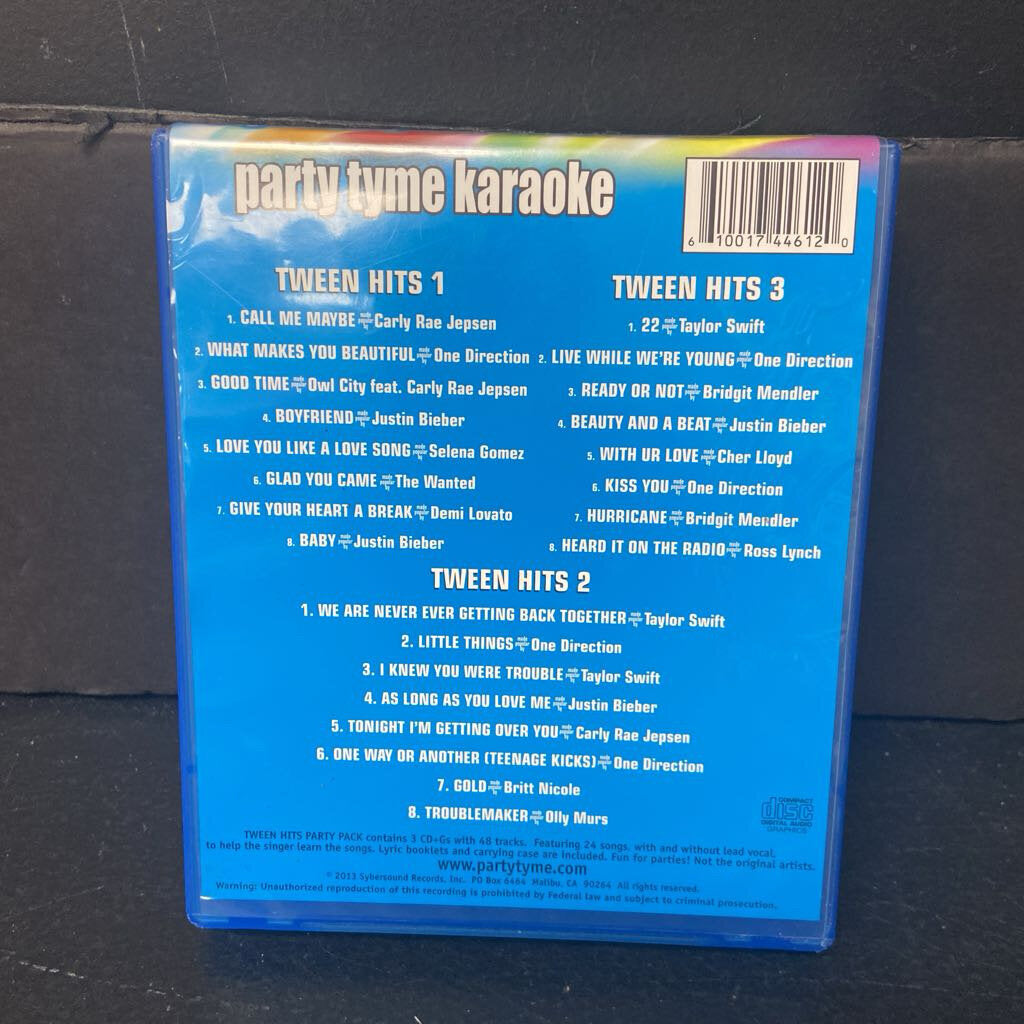 party tyme karaoke
6 10017 44612 0
TWEEN HITS 1
1. CALL ME MAYBE made popular by Carly Rae Jepsen
2. WHAT MAKES YOU BEAUTIFUL made popular by One Direction
3. GOOD TIME made popular by Owl City feat. Carly Rae Jepsen
4. BOYFRIEND made popular by Justin Bieber
5. LOVE YOU LIKE A LOVE SONG made popular by Selena Gomez
6. GLAD YOU CAME made popular by The Wanted
7. GIVE YOUR HEART A BREAK made popular by Demi Lovato
8. BABY made popular by Justin Bieber
TWEEN HITS 3
1. 22 made popular by Taylor Swift
2. LIVE WHILE WE'RE YOUNG made popular by One Direction
3. READY OR NOT made popular by Bridgit Mendler
4. BEAUTY AND A BEAT made popular by Justin Bieber
5. WITH UR LOVE made popular by Cher Lloyd
6. KISS YOU made popular by One Direction
7. HURRICANE made popular by Bridgit Mendler
8. HEARD IT ON THE RADIO made popular by Ross Lynch
TWEEN HITS 2
1. WE ARE NEVER EVER GETTING BACK TOGETHER made popular by Taylor Swift
2. LITTLE THINGS made popular by One Direction
3. I KNEW YOU WERE TROUBLE made popular by Taylor Swift
4. AS LONG AS YOU LOVE ME made popular by Justin Bieber
5. TONIGHT I'M GETTING OVER YOU made popular by Carly Rae Jepsen
6. ONE WAY OR ANOTHER (TEENAGE KICKS) made popular by One Direction
7. GOLD made popular by Britt Nicole
8. TROUBLEMAKER made popular by Olly Murs
COMPACT
disc
DIGITAL AUDIO
GRAPHICS
TWEEN HITS PARTY PACK contains 3 CD+Gs with 48 tracks. Featuring 24 songs. with and without lead vocal.
to help the singer learn the songs. Lyric booklets and carrying case are included. Fun for parties! Not the original artists.
www.partytyme.com
© 2013 Sybersound Records, Inc. PO Box 6464 Malibu, CA 90264 All rights reserved.
Warning: Unauthorized reproduction of this recording is prohibited by Federal law and subject to criminal prosecution.